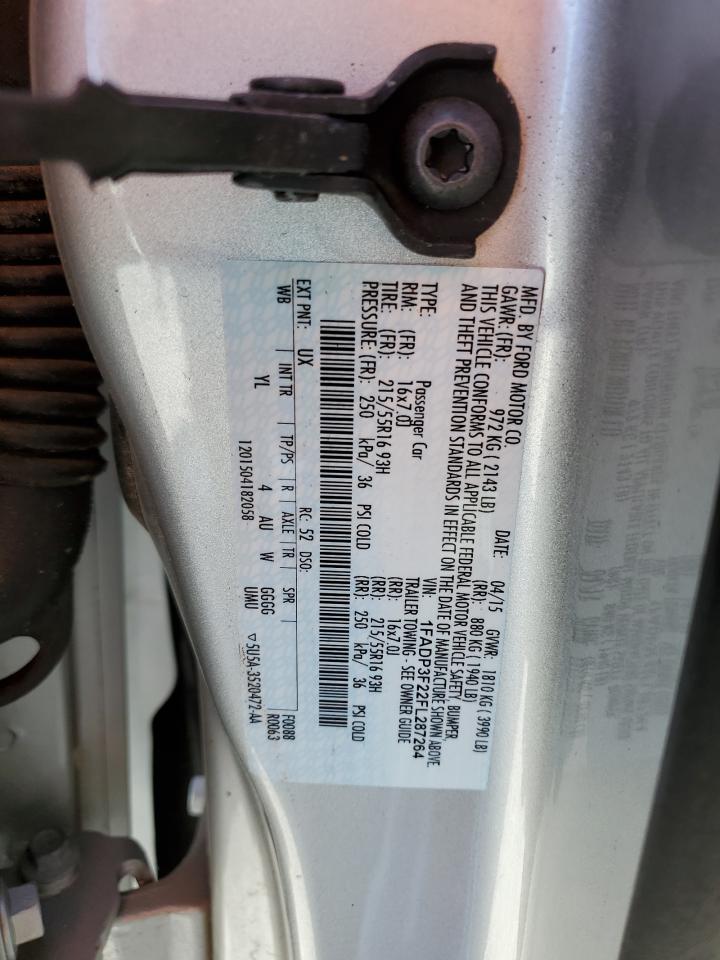 MFD. BY FORD MOTOR CO.
DATE: 04/15 GVWR: 1810 KG ( 3990 LB)
GAWR: (FR): 972 KG ( 2143 LB) (RR): 880 KG ( 1940 LB)
THIS VEHICLE CONFORMS TO ALL APPLICABLE FEDERAL MOTOR VEHICLE SAFETY, BUMPER,
AND THEFT PREVENTION STANDARDS IN EFFECT ON THE DATE OF MANUFACTURE SHOWN ABOVE.
VIN: 1FADP3F22FL287264
TYPE: Passenger Car TRAILER TOWING - SEE OWNER GUIDE
RIM: (FR): 16x7.0J (RR): 16x7.0J
TIRE: (FR): 215/55R16 93H (RR): 215/55R16 93H
PRESSURE: (FR): 250 kPa/ 36 PSI COLD (RR): 250 kPa/ 36 PSI COLD
EXT PNT: UX RC: 52 DSO: F0088
WB INT TR TP/PS R AXLE TR SPR R0063
YL 4 AU W GGGG
1201504182058 UMU ▽5U5A-3520472-AA